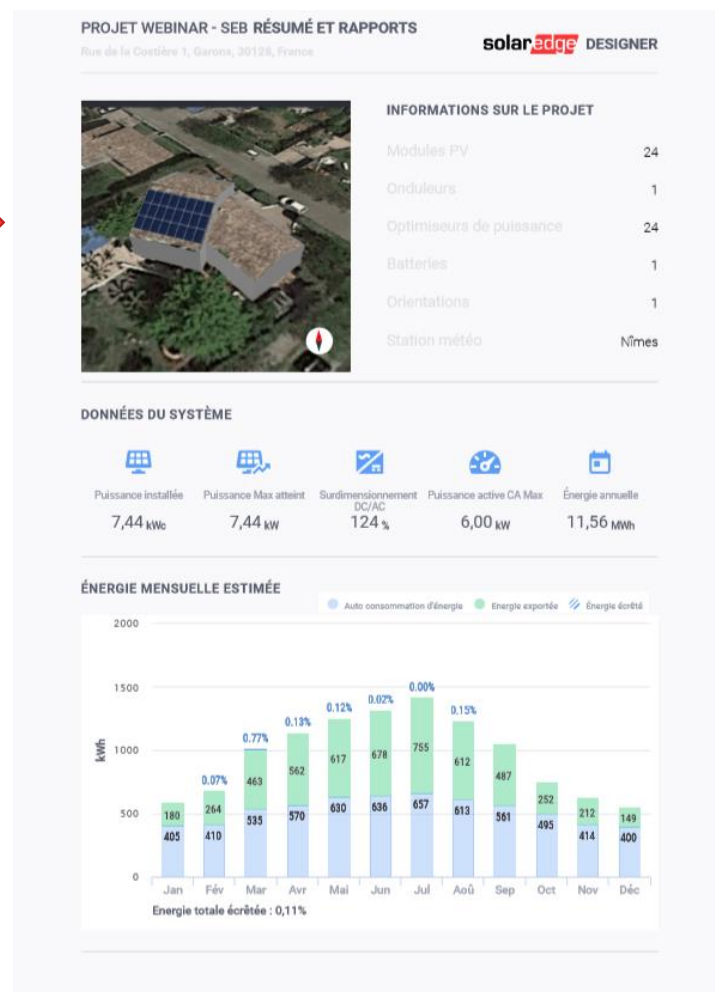 PROJET WEBINAR - SEB RÉSUMÉ ET RAPPORTS
Rue de la Costière 1, Garons, 30128, France
solaredge DESIGNER
INFORMATIONS SUR LE PROJET
Modules PV 24
Onduleurs 1
Optimiseurs de puissance 24
Batteries 1
Orientations 1
Station météo Nîmes
DONNÉES DU SYSTÈME
Puissance installée
7,44 kWc
Puissance Max atteint
7,44 kW
Surdimensionnement
DC/AC
124 %
Puissance active CA Max
6,00 kW
Énergie annuelle
11,56 MWh
ÉNERGIE MENSUELLE ESTIMÉE
Auto consommation d'énergie Energie exportée Énergie écrêté
kWh
2000
1500
1000
500
0
0.07% 0.77% 0.13% 0.12% 0.02% 0.00% 0.15%
180 264 463 562 617 678 755 612 487 252 212 149
405 410 535 570 630 636 657 613 561 495 414 400
Jan Fév Mar Avr Mai Jun Jul Aoû Sep Oct Nov Déc
Energie totale écrêtée : 0,11%